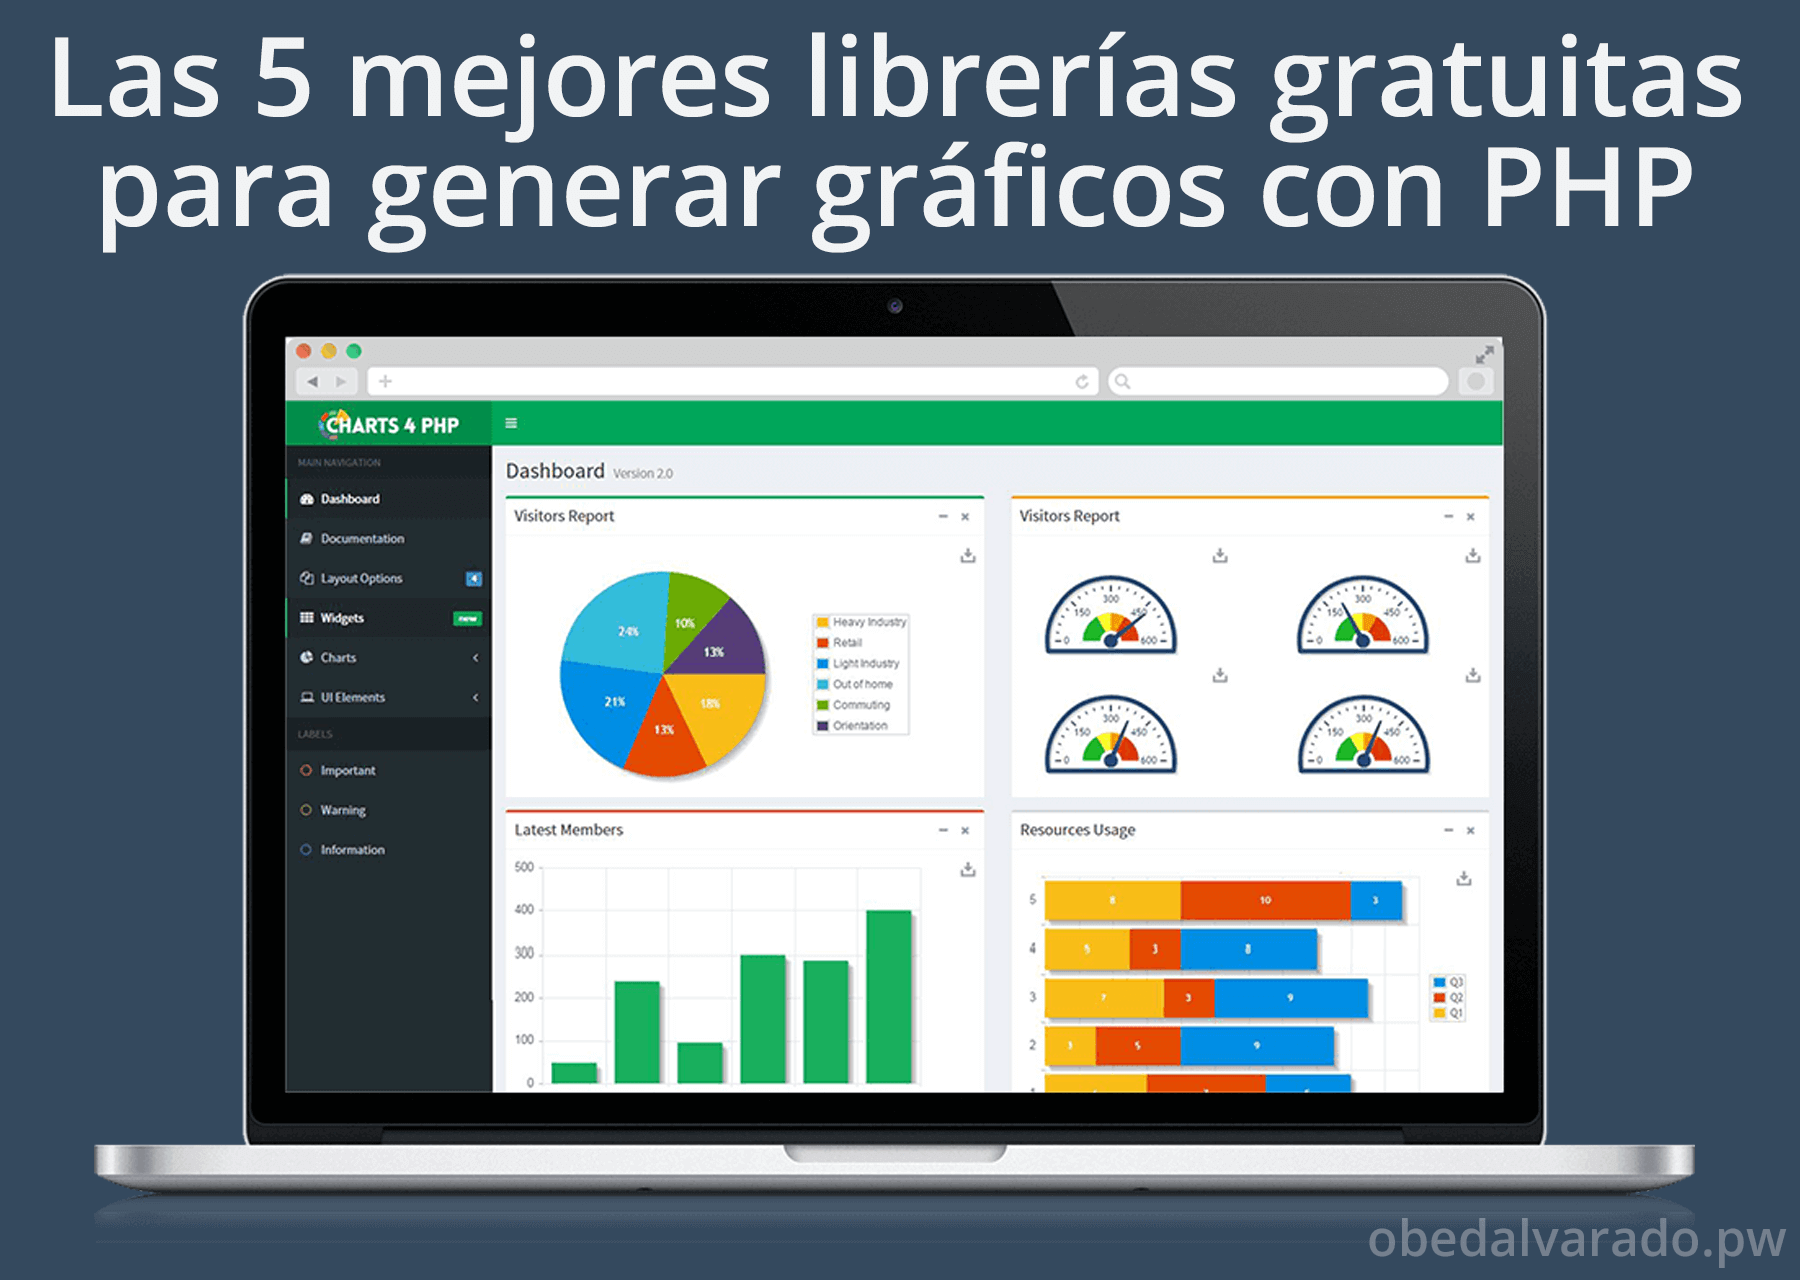 Las 5 mejores librerías gratuitas
para generar gráficos con PHP
CHARTS 4 PHP
MAIN NAVIGATION
Dashboard
Documentation
Layout Options 4
Widgets new
Charts
UI Elements
LABELS
Important
Warning
Information
Dashboard Version 2.0
Visitors Report
24%
10%
13%
21%
18%
13%
Heavy Industry
Retail
Light Industry
Out of home
Commuting
Orientation
Visitors Report
0 150 300 450 600
0 150 300 450 600
0 150 300 450 600
0 150 300 450 600
Latest Members
500
400
300
200
100
0
Resources Usage
5 8 10 3
4 5 3 8
3 7 3 9
2 3 5 9
Q3
Q2
Q1
obedalvarado.pw